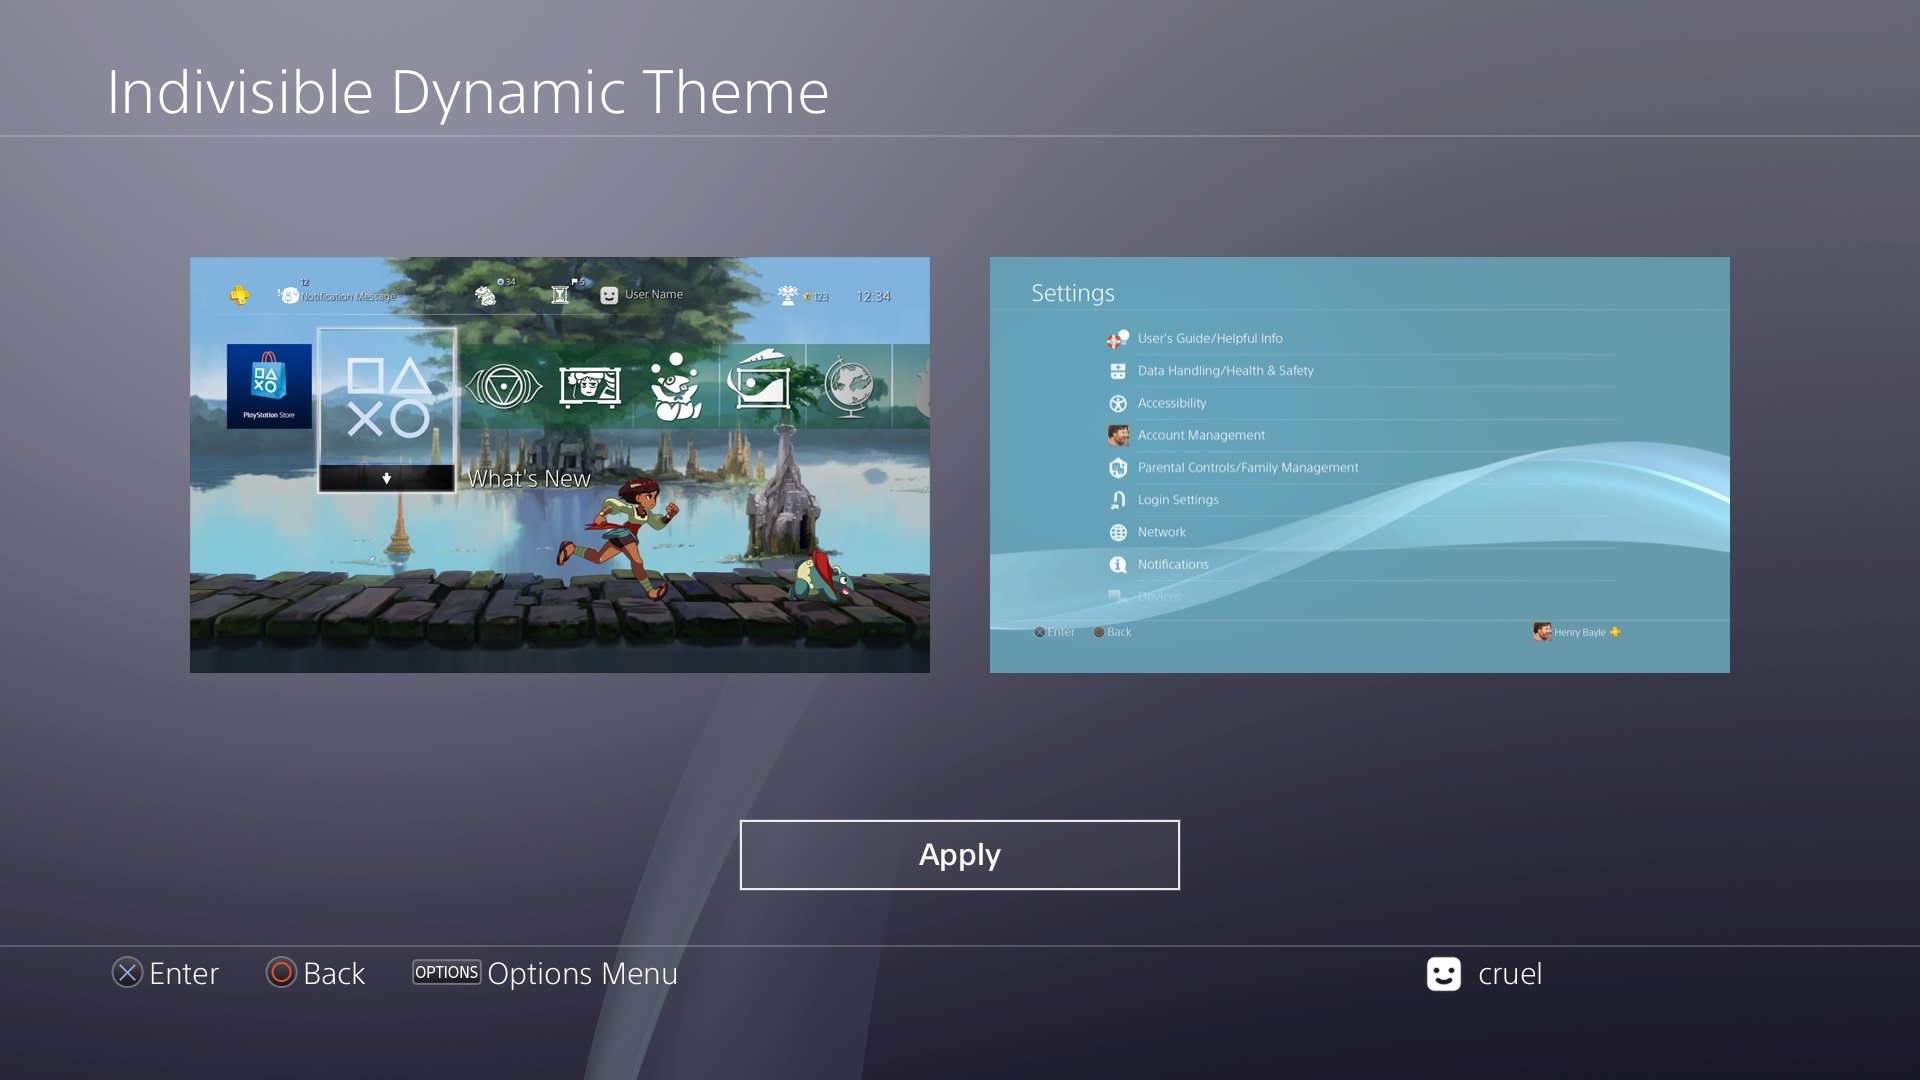 Indivisible Dynamic Theme
12
Notification Message
34
5
User Name
123
12:34
PlayStation Store
What's New
Settings
User's Guide/Helpful Info
Data Handling/Health & Safety
Accessibility
Account Management
Parental Controls/Family Management
Login Settings
Network
Notifications
Devices
Enter
Back
Henry Bayle
Apply
Enter
Back
OPTIONS Options Menu
cruel